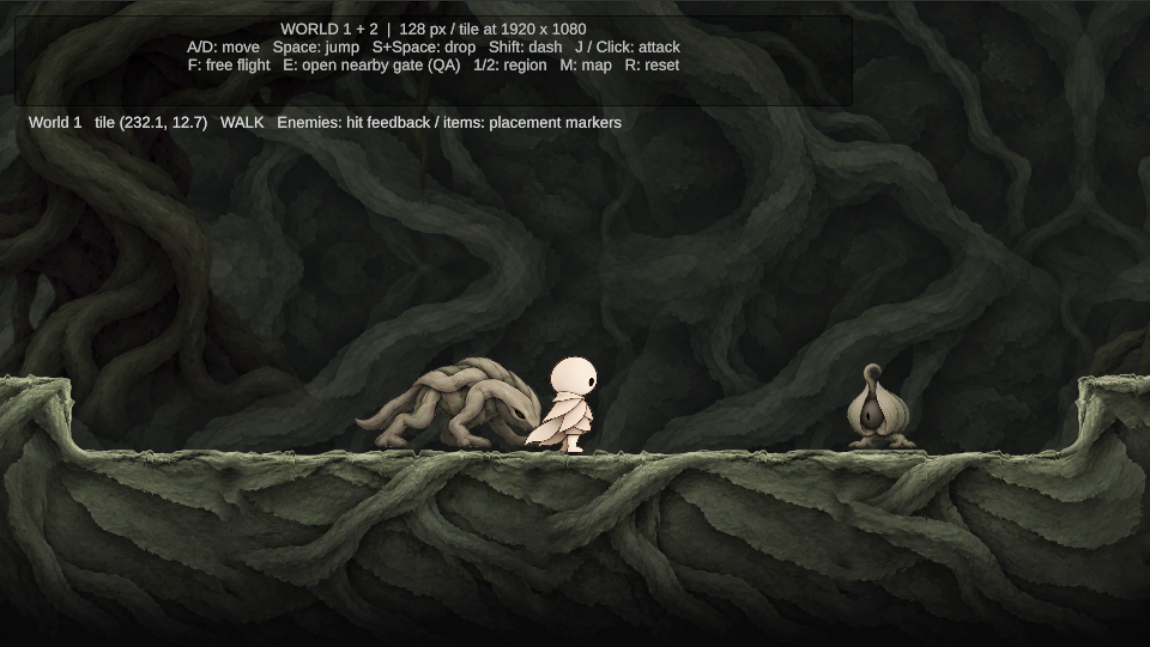 WORLD 1 + 2 | 128 px / tile at 1920 x 1080
A/D: move Space: jump S+Space: drop Shift: dash J / Click: attack
F: free flight E: open nearby gate (QA) 1/2: region M: map R: reset
World 1 tile (232.1, 12.7) WALK Enemies: hit feedback / items: placement markers